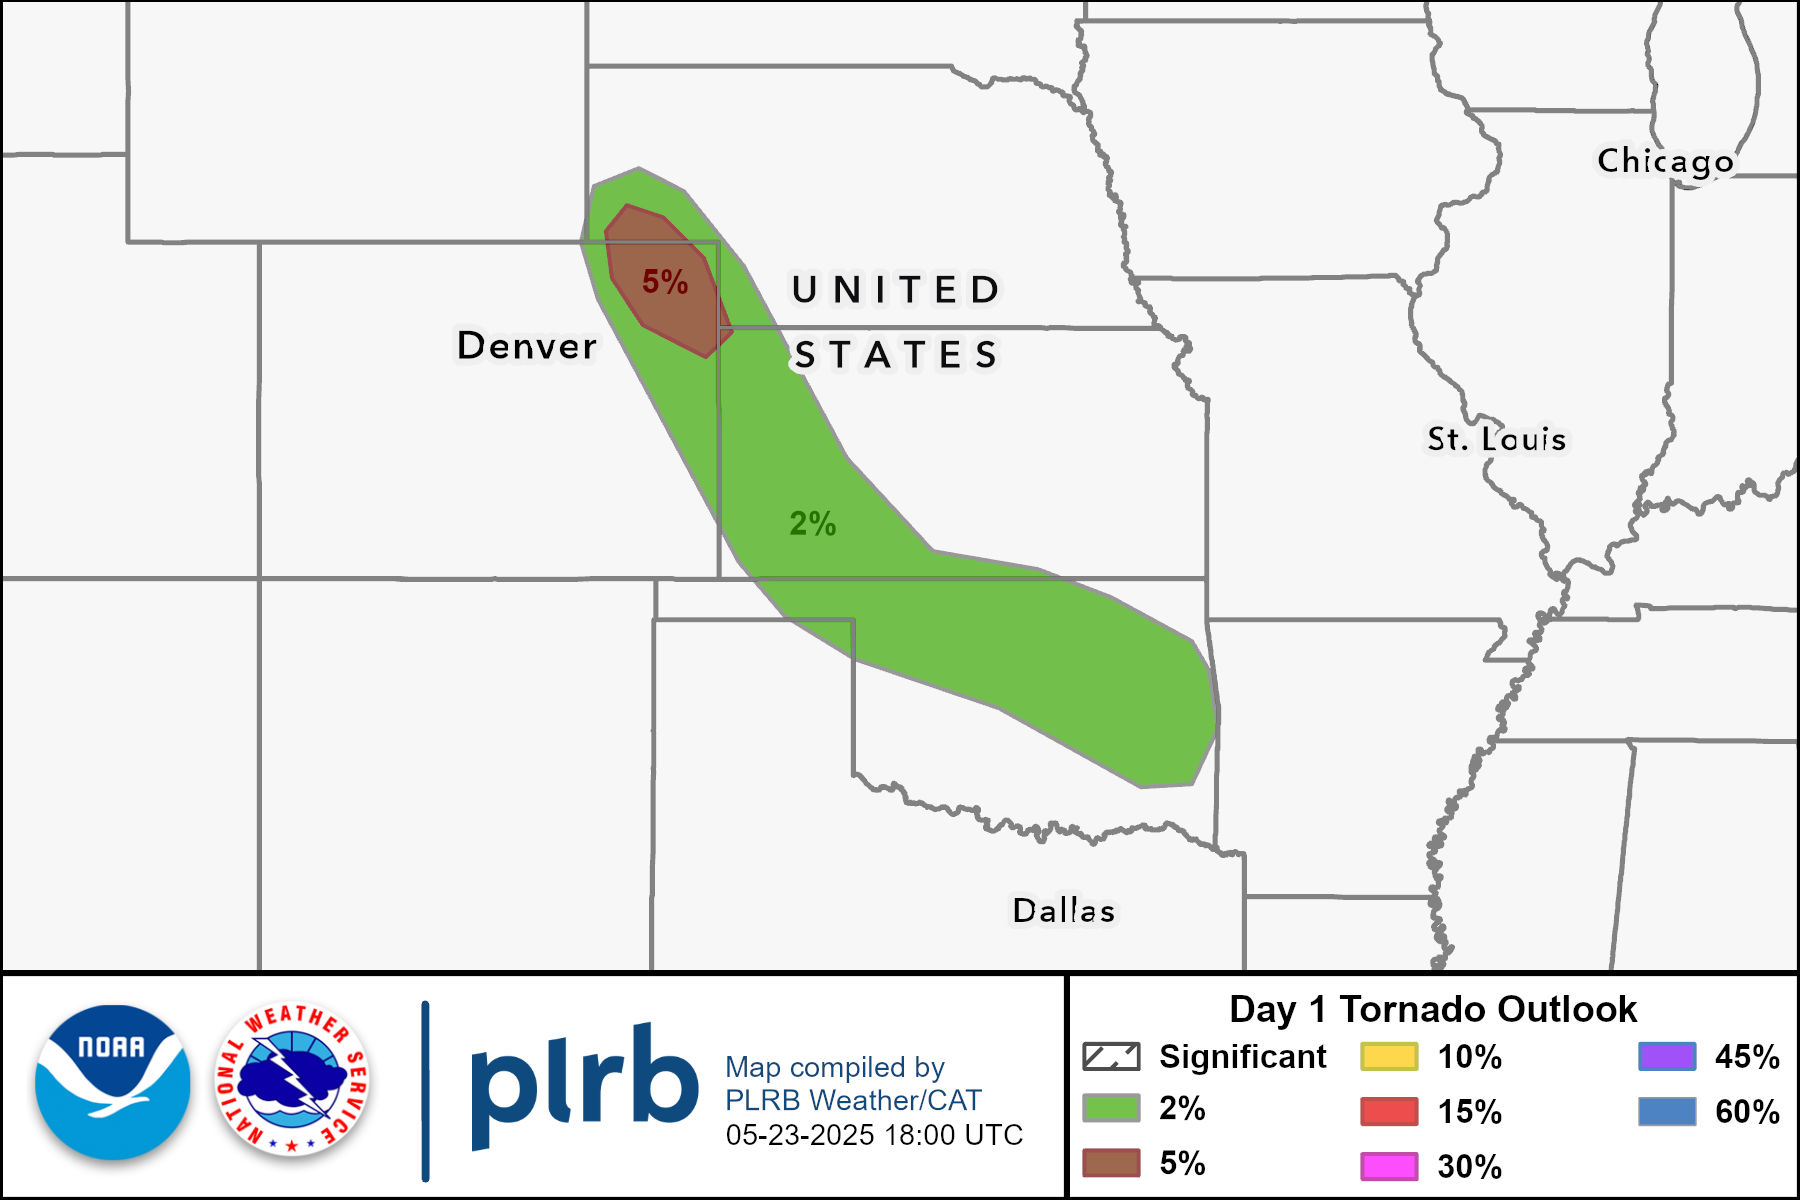 Chicago
UNITED
5%
Denver
STATES
St. Louis
2%
Dallas
NOAA
NATIONAL WEATHER SERVICE
plrb
Map compiled by
PLRB Weather/CAT
05-23-2025 18:00 UTC
Day 1 Tornado Outlook
Significant
2%
5%
10%
15%
30%
45%
60%